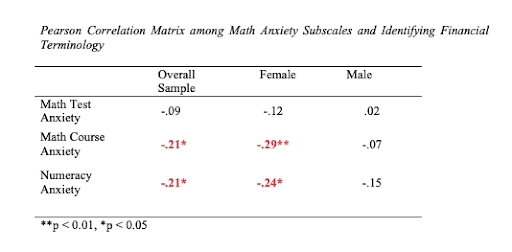 Pearson Correlation Matrix among Math Anxiety Subscales and Identifying Financial
Terminology
Overall Sample Female Male
Math Test Anxiety -.09 -.12 .02
Math Course Anxiety -.21* -.29** -.07
Numeracy Anxiety -.21* -.24* -.15
**p < 0.01, *p < 0.05